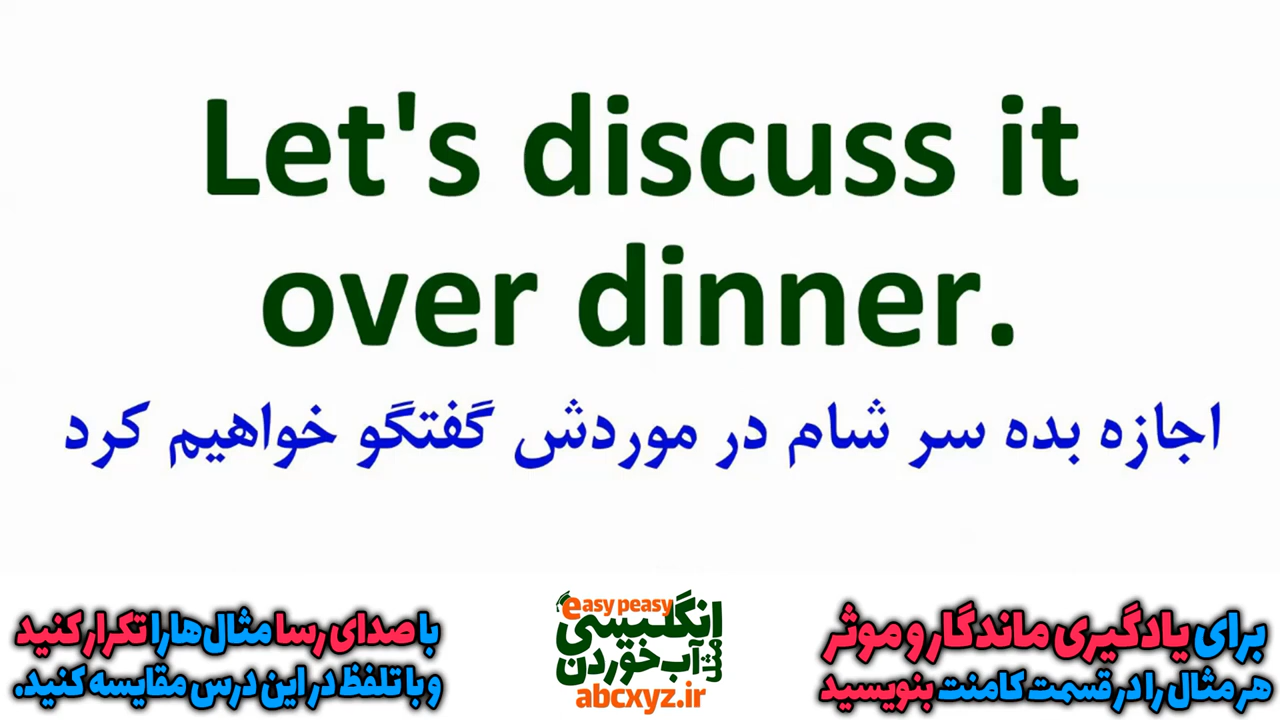 Let's discuss it
over dinner.
اجازه بده سر شام در موردش گفتگو خواهیم کرد
برای یادگیری ماندگار و موثر
هر مثال را در قسمت کامنت بنویسید
easy peasy
انگلیسی
مثل آب خوردن
abcxyz.ir
با صدای رسا مثال‌ها را تکرار کنید
و با تلفظ در این درس مقایسه کنید.